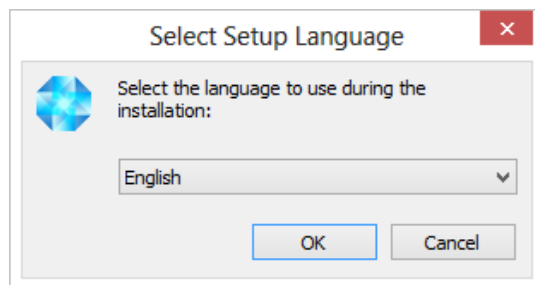 Select Setup Language
Select the language to use during the
installation:
English
OK
Cancel